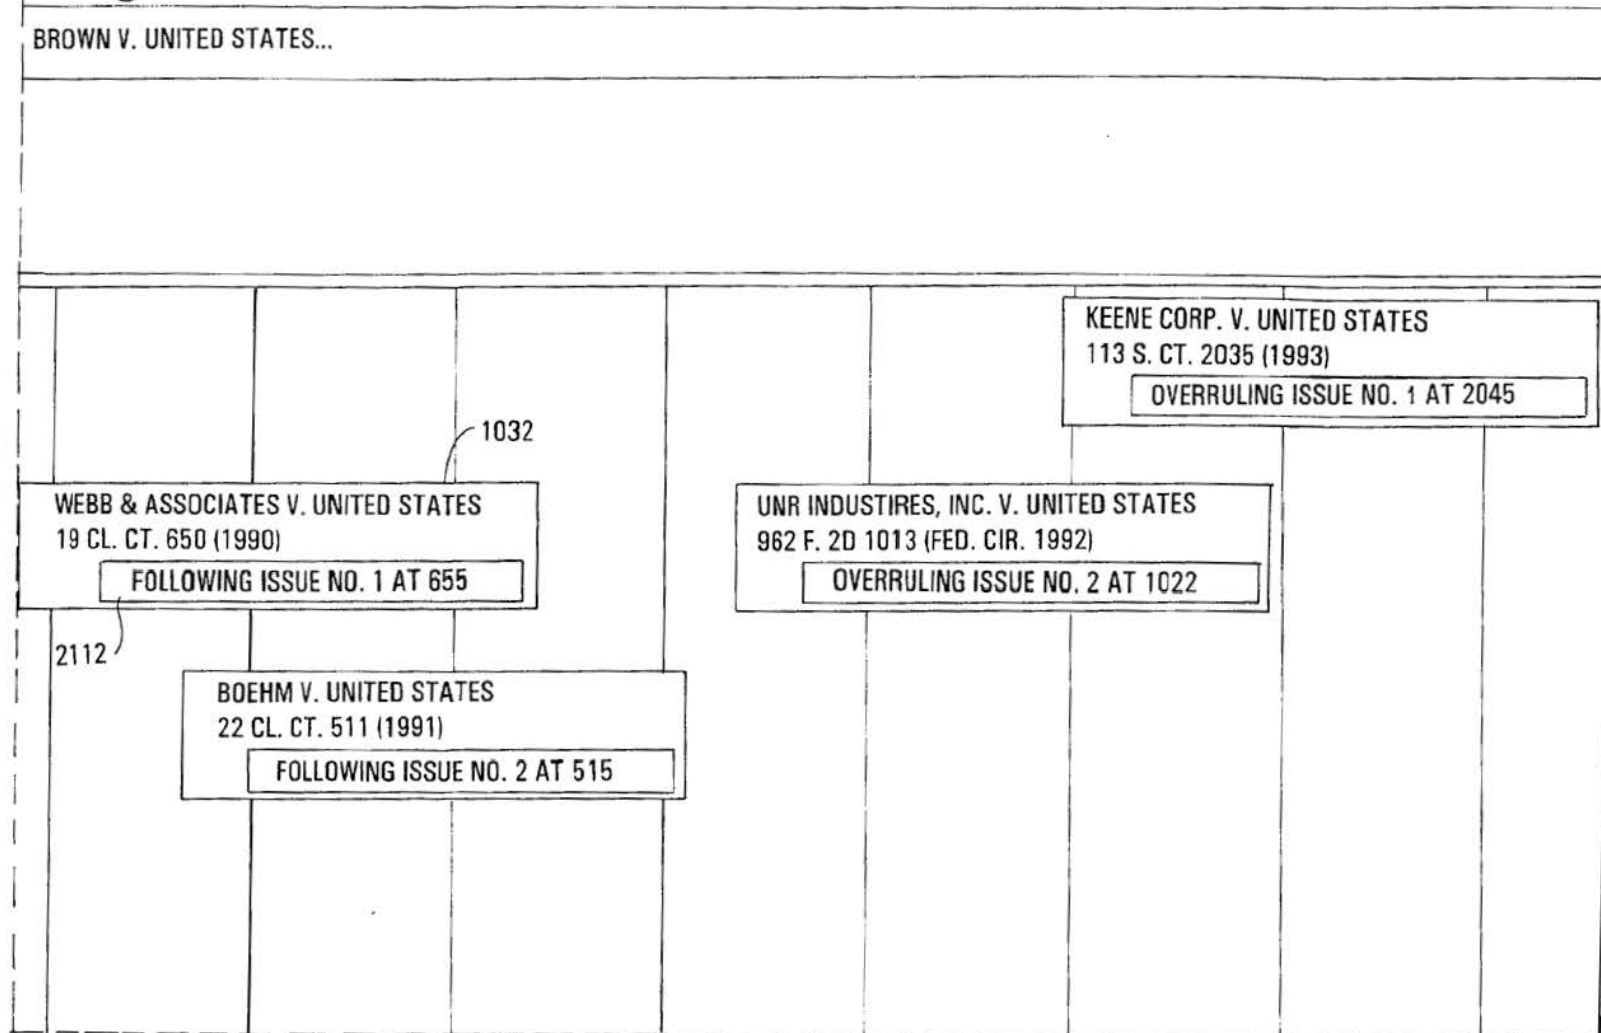 BROWN V. UNITED STATES...
KEENE CORP. V. UNITED STATES
113 S. CT. 2035 (1993)
OVERRULING ISSUE NO. 1 AT 2045
1032
WEBB & ASSOCIATES V. UNITED STATES
19 CL. CT. 650 (1990)
FOLLOWING ISSUE NO. 1 AT 655
2112
UNR INDUSTIRES, INC. V. UNITED STATES
962 F. 2D 1013 (FED. CIR. 1992)
OVERRULING ISSUE NO. 2 AT 1022
BOEHM V. UNITED STATES
22 CL. CT. 511 (1991)
FOLLOWING ISSUE NO. 2 AT 515